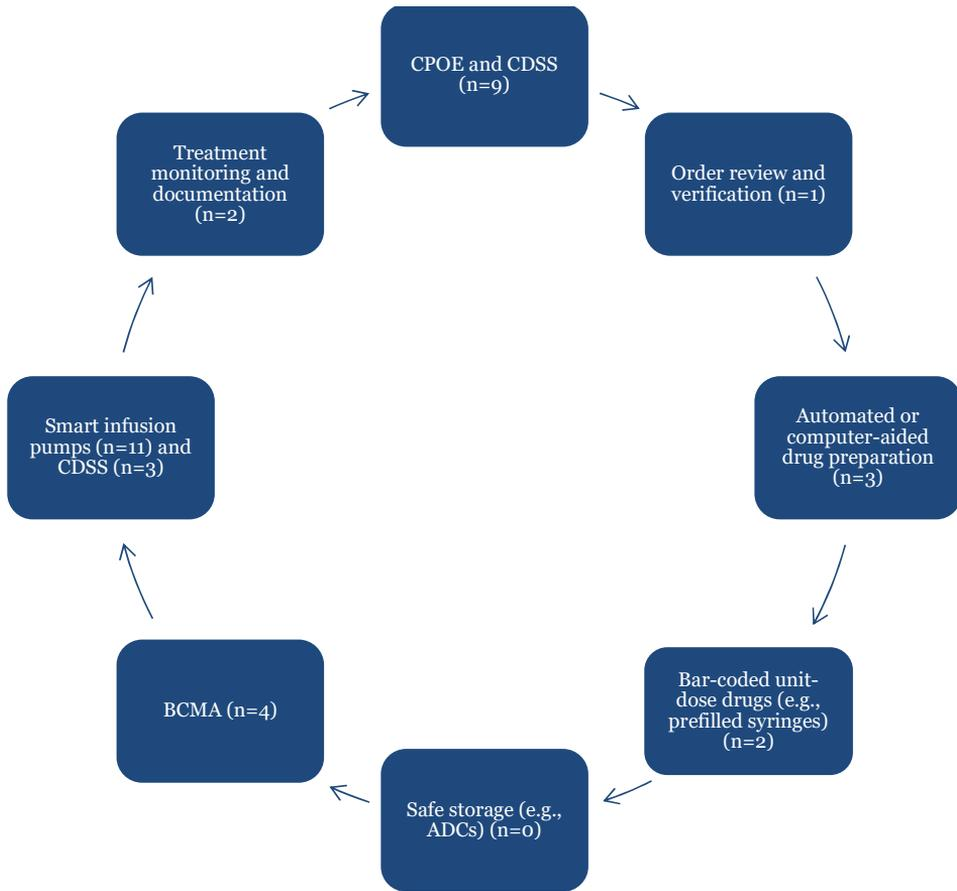 CPOE and CDSS
(n=9)
Order review and
verification (n=1)
Automated or
computer-aided
drug preparation
(n=3)
Bar-coded unit-
dose drugs (e.g.,
prefilled syringes)
(n=2)
Safe storage (e.g.,
ADCs) (n=0)
BCMA (n=4)
Smart infusion
pumps (n=11) and
CDSS (n=3)
Treatment
monitoring and
documentation
(n=2)